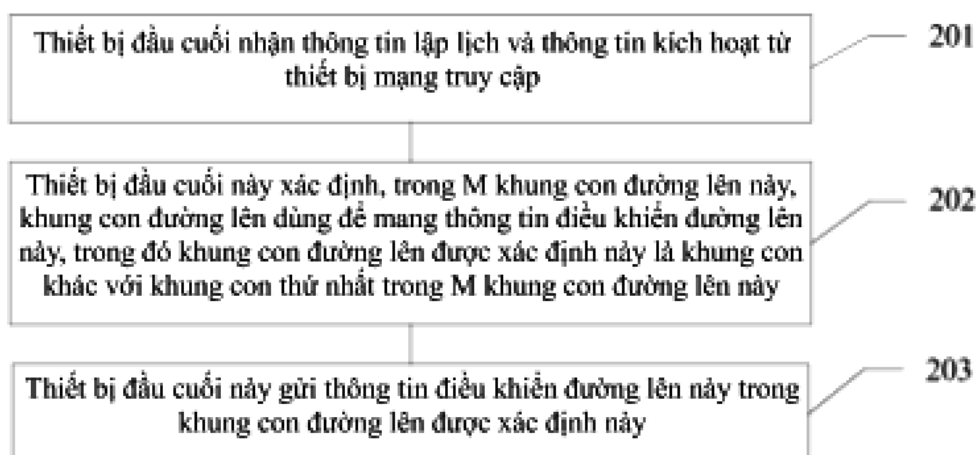 Thiết bị đầu cuối nhận thông tin lập lịch và thông tin kích hoạt từ
thiết bị mạng truy cập
201
Thiết bị đầu cuối này xác định, trong M khung con đường lên này,
khung con đường lên dùng để mang thông tin điều khiển đường lên
này, trong đó khung con đường lên được xác định này là khung con
khác với khung con thứ nhất trong M khung con đường lên này
202
Thiết bị đầu cuối này gửi thông tin điều khiển đường lên này trong
khung con đường lên được xác định này
203